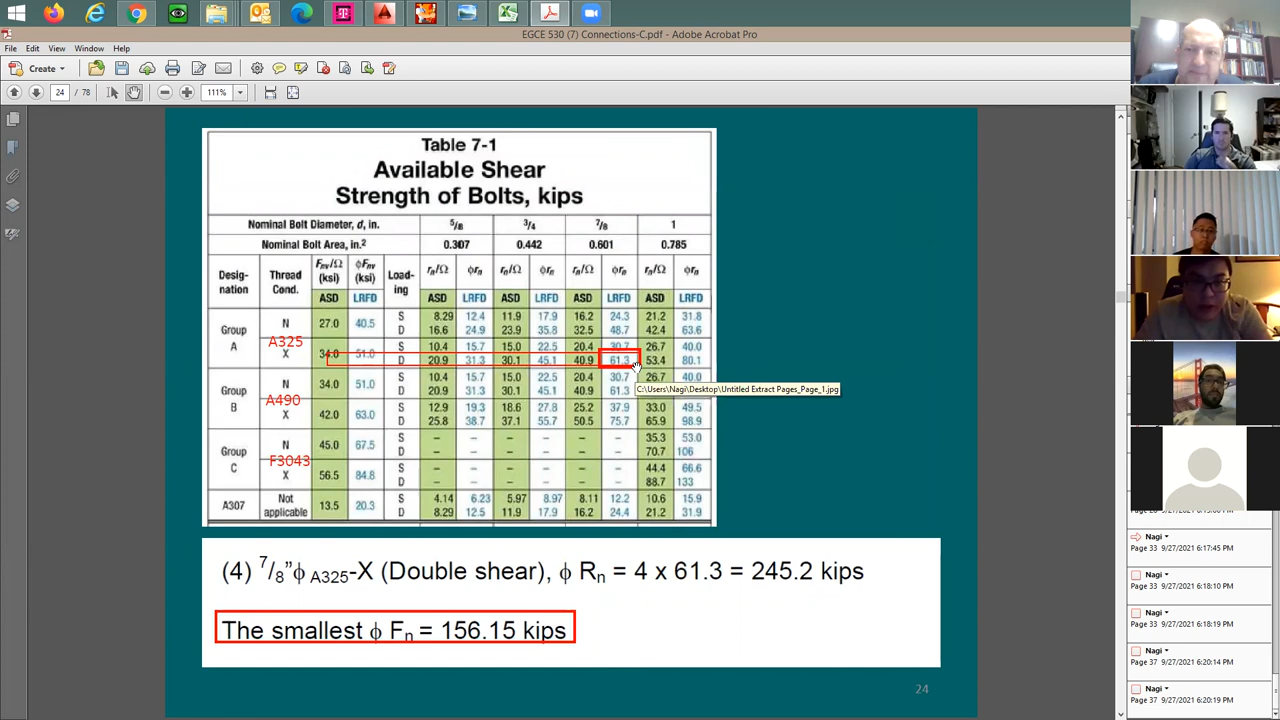 EGCE 530 (7) Connections-C.pdf - Adobe Acrobat Pro
File Edit View Window Help
Create
24 / 78 111%
Table 7-1
Available Shear
Strength of Bolts, kips
Nominal Bolt Diameter, d, in. 5/8 3/4 7/8 1
Nominal Bolt Area, in.² 0.307 0.442 0.601 0.785
Desig-nation Thread Cond. Fnv/Ω (ksi) ϕFnv (ksi) Load-ing rn/Ω ϕrn rn/Ω ϕrn rn/Ω ϕrn rn/Ω ϕrn
ASD LRFD ASD LRFD ASD LRFD ASD LRFD ASD LRFD
Group A N 27.0 40.5 S 8.29 12.4 11.9 17.9 16.2 24.3 21.2 31.8
D 16.6 24.9 23.9 35.8 32.5 48.7 42.4 63.6
A325
X 34.0 51.0 S 10.4 15.7 15.0 22.5 20.4 30.7 26.7 40.0
D 20.9 31.3 30.1 45.1 40.9 61.3 53.4 80.1
C:\Users\Nagi\Desktop\Untitled Extract Pages_Page_1.jpg
Group B N 34.0 51.0 S 10.4 15.7 15.0 22.5 20.4 30.7 26.7 40.0
D 20.9 31.3 30.1 45.1 40.9 61.3
A490
X 42.0 63.0 S 12.9 19.3 18.6 27.8 25.2 37.9 33.0 49.5
D 25.8 38.7 37.1 55.7 50.5 75.7 65.9 98.9
Group C N 45.0 67.5 S – – – – – – 35.3 53.0
D – – – – – – 70.7 106
F3043
X 56.5 84.8 S – – – – – – 44.4 66.6
D – – – – – – 88.7 133
A307 Not applicable 13.5 20.3 S 4.14 6.23 5.97 8.97 8.11 12.2 10.6 15.9
D 8.29 12.5 11.9 17.9 16.2 24.4 21.2 31.9
(4) 7/8”ϕ A325-X (Double shear), ϕ Rn = 4 x 61.3 = 245.2 kips
The smallest ϕ Fn = 156.15 kips
24
Nagi
Page 33 9/27/2021 6:17:45 PM
Nagi
Page 33 9/27/2021 6:18:10 PM
Nagi
Page 33 9/27/2021 6:18:19 PM
Nagi
Page 37 9/27/2021 6:20:14 PM
Nagi
Page 37 9/27/2021 6:20:19 PM